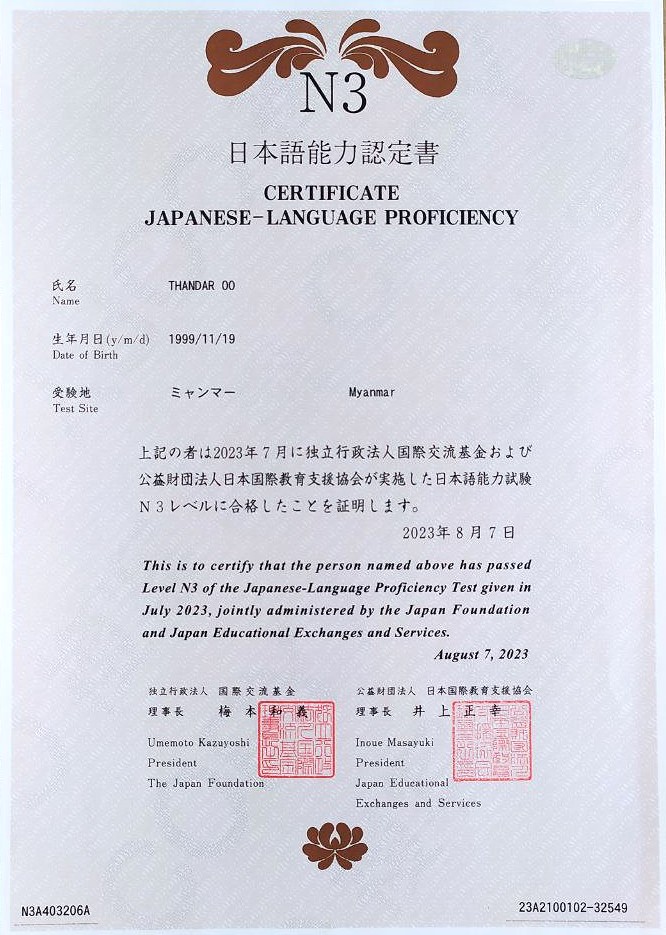 N3
日本語能力認定書
CERTIFICATE
JAPANESE-LANGUAGE PROFICIENCY
氏名 THANDAR OO
Name
生年月日(y/m/d) 1999/11/19
Date of Birth
受験地 ミャンマー Myanmar
Test Site
上記の者は2023年7月に独立行政法人国際交流基金および
公益財団法人日本国際教育支援協会が実施した日本語能力試験
N3レベルに合格したことを証明します。
2023年8月7日
This is to certify that the person named above has passed
Level N3 of the Japanese-Language Proficiency Test given in
July 2023, jointly administered by the Japan Foundation
and Japan Educational Exchanges and Services.
August 7, 2023
独立行政法人 国際交流基金
理事長 梅本和義
Umemoto Kazuyoshi
President
The Japan Foundation
公益財団法人 日本国際教育支援協会
理事長 井上正幸
Inoue Masayuki
President
Japan Educational
Exchanges and Services
N3A403206A
23A2100102-32549